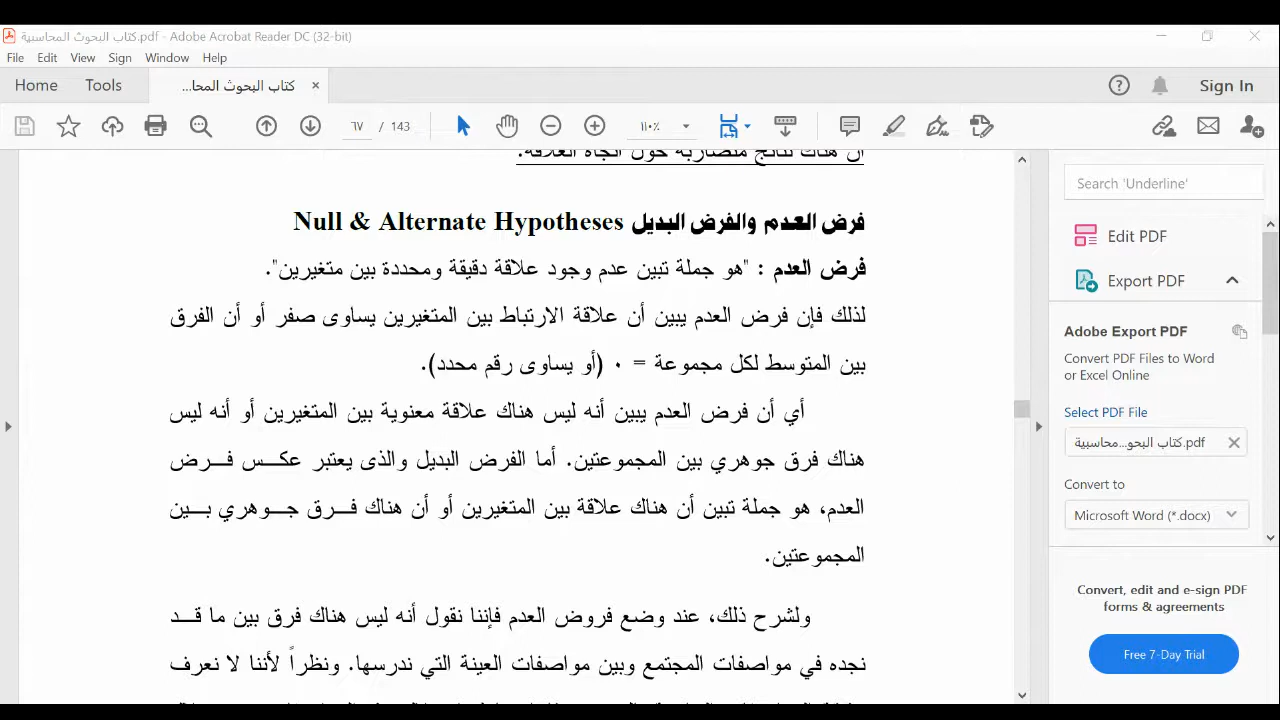 كتاب البحوث المحاسبية.pdf - Adobe Acrobat Reader DC (32-bit)
File Edit View Sign Window Help
Home Tools كتاب البحوث المحا... × Sign In
٦٧ / 143 ١١٠٪
أن هناك نتائج متضاربة حول اتجاه العلاقة.
فرض العدم والفرض البديل Null & Alternate Hypotheses
فرض العدم : "هو جملة تبين عدم وجود علاقة دقيقة ومحددة بين متغيرين".
لذلك فإن فرض العدم يبين أن علاقة الارتباط بين المتغيرين يساوى صفر أو أن الفرق
بين المتوسط لكل مجموعة = ٠ (أو يساوى رقم محدد).
أي أن فرض العدم يبين أنه ليس هناك علاقة معنوية بين المتغيرين أو أنه ليس
هناك فرق جوهري بين المجموعتين. أما الفرض البديل والذى يعتبر عكس فرض
العدم، هو جملة تبين أن هناك علاقة بين المتغيرين أو أن هناك فرق جوهري بين
المجموعتين.
ولشرح ذلك، عند وضع فروض العدم فإننا نقول أنه ليس هناك فرق بين ما قد
نجده في مواصفات المجتمع وبين مواصفات العينة التي ندرسها. ونظراً لأننا لا نعرف
Search 'Underline'
Edit PDF
Export PDF
Adobe Export PDF
Convert PDF Files to Word
or Excel Online
Select PDF File
كتاب البحو...محاسبية.pdf
Convert to
Microsoft Word (*.docx)
Convert, edit and e-sign PDF
forms & agreements
Free 7-Day Trial